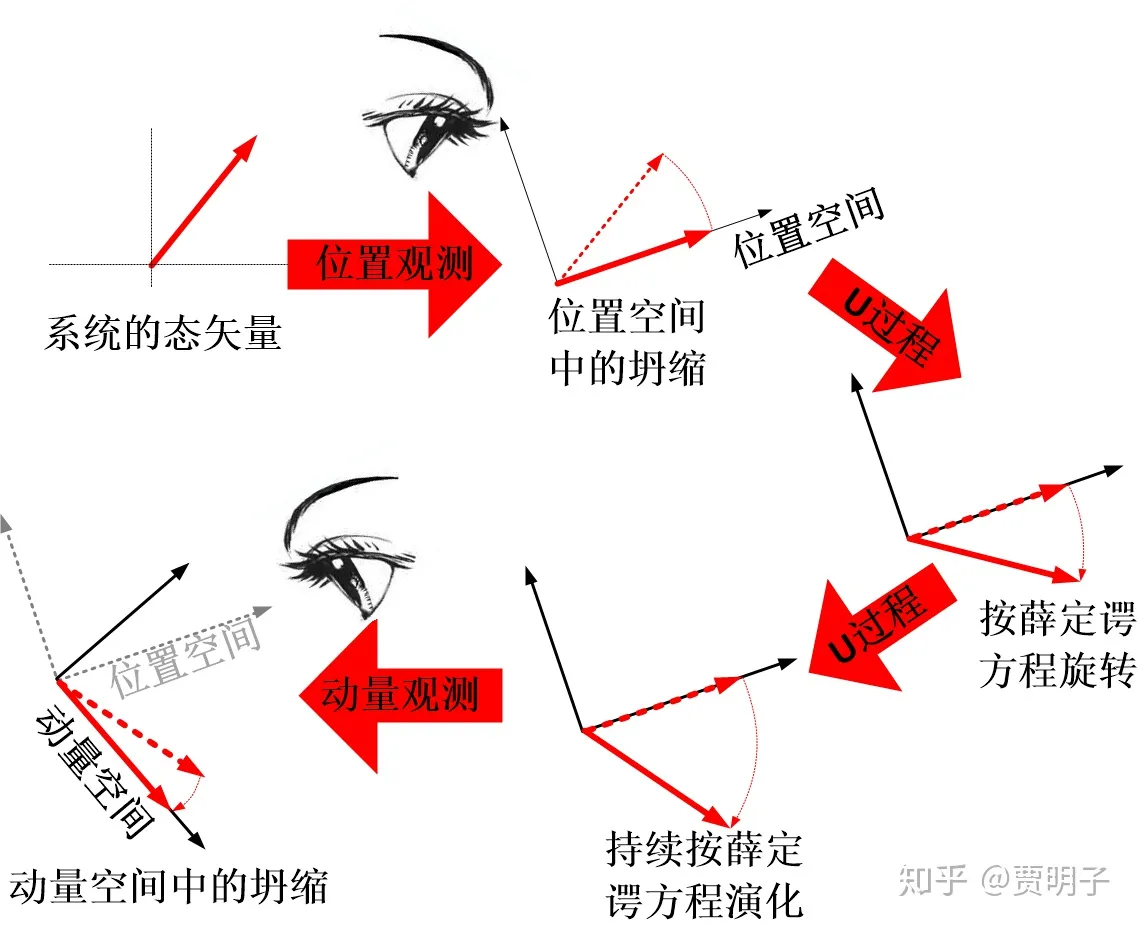 位置观测
位置空间
系统的态矢量
位置空间
中的坍缩
U过程
按薛定谔
方程旋转
U过程
持续按薛定
谔方程演化
动量观测
位置空间
动量空间
动量空间中的坍缩
知乎 @贾明子